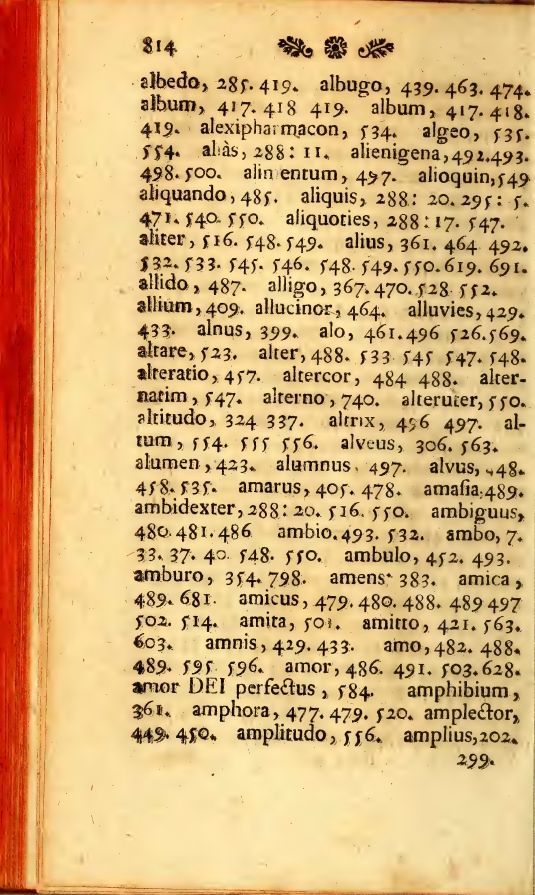 814
albedo, 285. 419. albugo, 439. 463. 474.
album, 417. 418 419. album, 417. 418.
419. alexipharmacon, 534. algeo, 535.
554. aliàs, 288: 11. alienigena, 492. 493.
498. 500. alimentum, 497. alioquin, 549
aliquando, 485. aliquis, 288: 20. 295: 5.
471. 540. 550. aliquoties, 288: 17. 547.
aliter, 516. 548. 549. alius, 361. 464 492.
532. 533. 545. 546. 548. 549. 550. 619. 691.
allido, 487. alligo, 367. 470. 528 552.
allium, 409. allucinor, 464. alluvies, 429.
433. alnus, 399. alo, 461. 496 526. 569.
altare, 523. alter, 488. 533 545 547. 548.
alteratio, 457. altercor, 484 488. alter-
natim, 547. alterno, 740. alteruter, 550.
altitudo, 324 337. altrix, 496 497. al-
tum, 554. 555 556. alveus, 306. 563.
alumen, 423. alumnus, 497. alvus, 448.
458. 535. amarus, 405. 478. amasia, 489.
ambidexter, 288: 20. 516. 550. ambiguus,
480. 481. 486 ambio. 493. 532. ambo, 7.
33. 37. 40. 548. 550. ambulo, 452. 493.
amburo, 354. 798. amens, 383. amica,
489. 681. amicus, 479. 480. 488. 489 497
502. 514. amita, 501. amitto, 421. 563.
603. amnis, 429. 433. amo, 482. 488.
489. 595 596. amor, 486. 491. 503. 628.
amor DEI perfectus, 584. amphibium,
361. amphora, 477. 479. 520. amplector,
449. 450. amplitudo, 556. amplius, 202.
299.